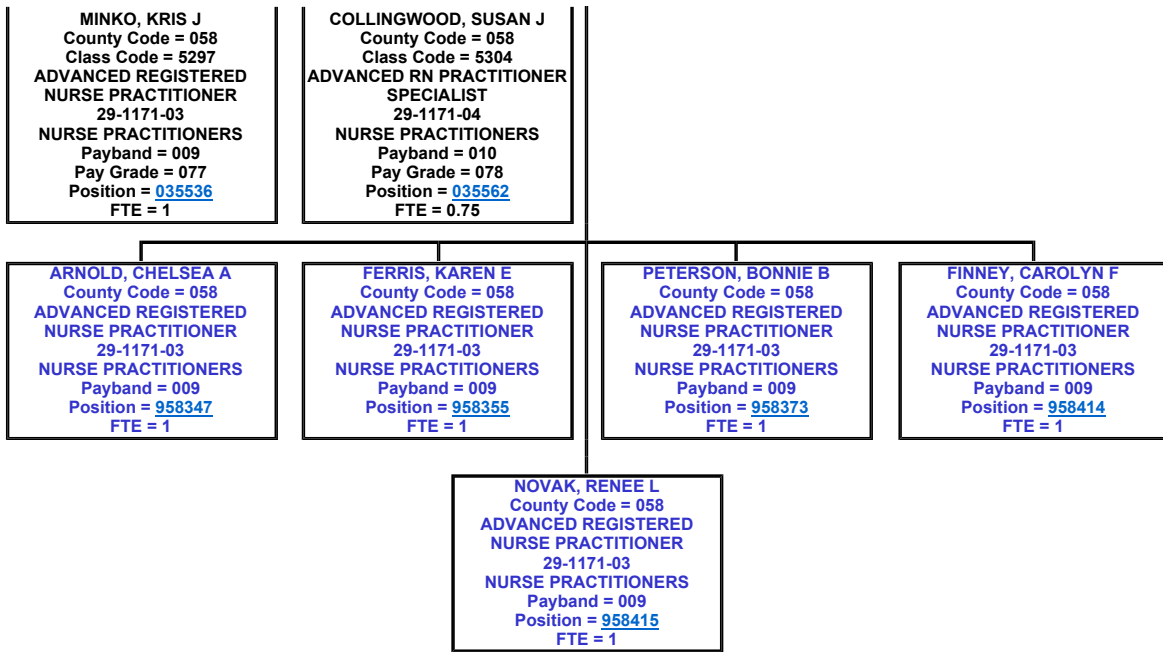 MINKO, KRIS J
County Code = 058
Class Code = 5297
ADVANCED REGISTERED
NURSE PRACTITIONER
29-1171-03
NURSE PRACTITIONERS
Payband = 009
Pay Grade = 077
Position = 035536
FTE = 1
COLLINGWOOD, SUSAN J
County Code = 058
Class Code = 5304
ADVANCED RN PRACTITIONER
SPECIALIST
29-1171-04
NURSE PRACTITIONERS
Payband = 010
Pay Grade = 078
Position = 035562
FTE = 0.75
ARNOLD, CHELSEA A
County Code = 058
ADVANCED REGISTERED
NURSE PRACTITIONER
29-1171-03
NURSE PRACTITIONERS
Payband = 009
Position = 958347
FTE = 1
FERRIS, KAREN E
County Code = 058
ADVANCED REGISTERED
NURSE PRACTITIONER
29-1171-03
NURSE PRACTITIONERS
Payband = 009
Position = 958355
FTE = 1
PETERSON, BONNIE B
County Code = 058
ADVANCED REGISTERED
NURSE PRACTITIONER
29-1171-03
NURSE PRACTITIONERS
Payband = 009
Position = 958373
FTE = 1
FINNEY, CAROLYN F
County Code = 058
ADVANCED REGISTERED
NURSE PRACTITIONER
29-1171-03
NURSE PRACTITIONERS
Payband = 009
Position = 958414
FTE = 1
NOVAK, RENEE L
County Code = 058
ADVANCED REGISTERED
NURSE PRACTITIONER
29-1171-03
NURSE PRACTITIONERS
Payband = 009
Position = 958415
FTE = 1